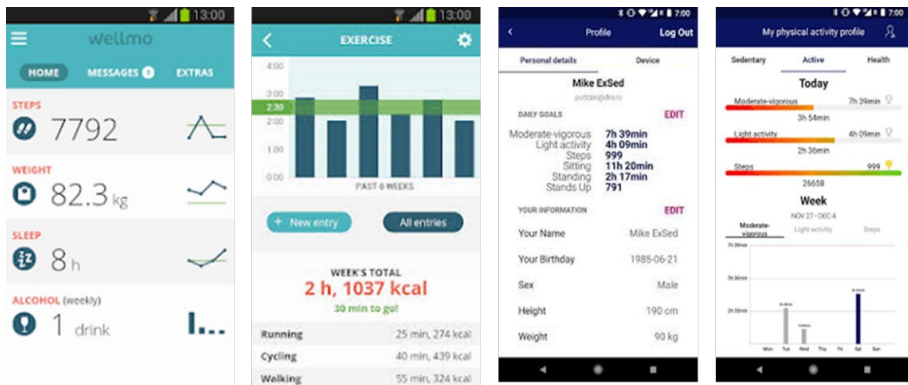 13:00
wellmo
HOME MESSAGES EXTRAS
STEPS
7792
WEIGHT
82.3 kg
SLEEP
8 h
ALCOHOL (weekly)
1 drink
13:00
EXERCISE
4:00
3:00
2:30
2:00
1:00
0:00
PAST 6 WEEKS
+ New entry All entries
WEEK'S TOTAL
2 h, 1037 kcal
30 min to go!
Running 25 min, 274 kcal
Cycling 40 min, 439 kcal
Walking 55 min, 324 kcal
7:00
Profile Log Out
Personal details Device
Mike ExSed
DAILY GOALS EDIT
Moderate-vigorous 7h 39min
Light activity 4h 09min
Steps 999
Sitting 11h 20min
Standing 2h 17min
Stands Up 791
YOUR INFORMATION EDIT
Your Name Mike ExSed
Your Birthday 1985-06-21
Sex Male
Height 190 cm
Weight 90 kg
7:00
My physical activity profile
Sedentary Active Health
Today
Moderate-vigorous 7h 39min
3h 54min
Light activity 4h 09min
2h 36min
Steps 999
26658
Week
NOV 27 - DEC 4
Moderate-vigorous Light activity Steps
Mon Tue Wed Thu Fri Sat Sun